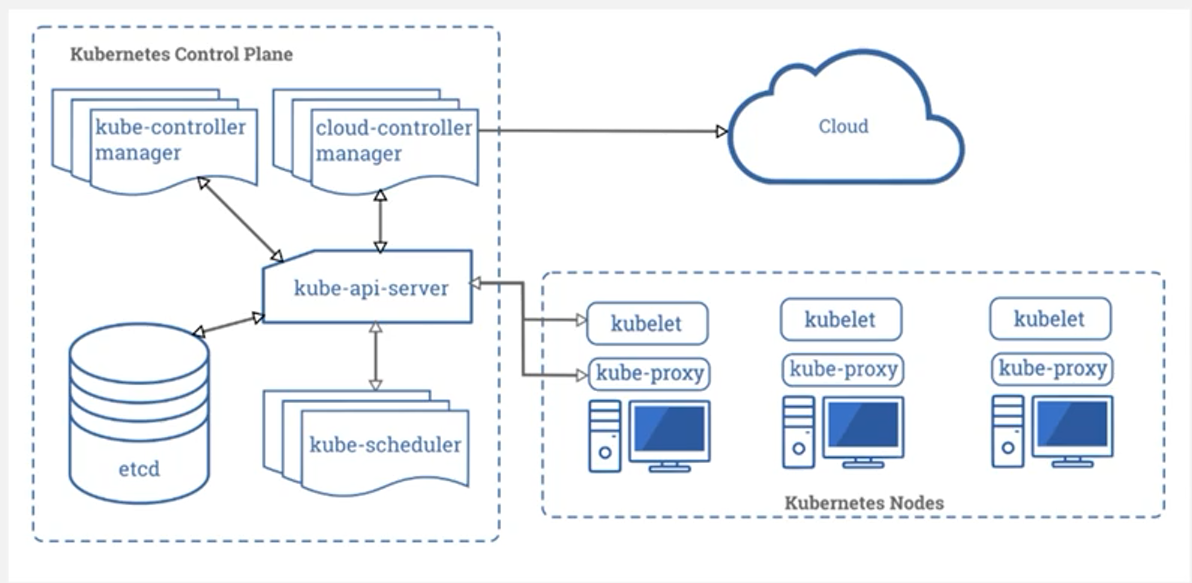 Kubernetes Control Plane
kube-controller
manager
cloud-controller
manager
Cloud
kube-api-server
etcd
kube-scheduler
kubelet
kube-proxy
kubelet
kube-proxy
kubelet
kube-proxy
Kubernetes Nodes